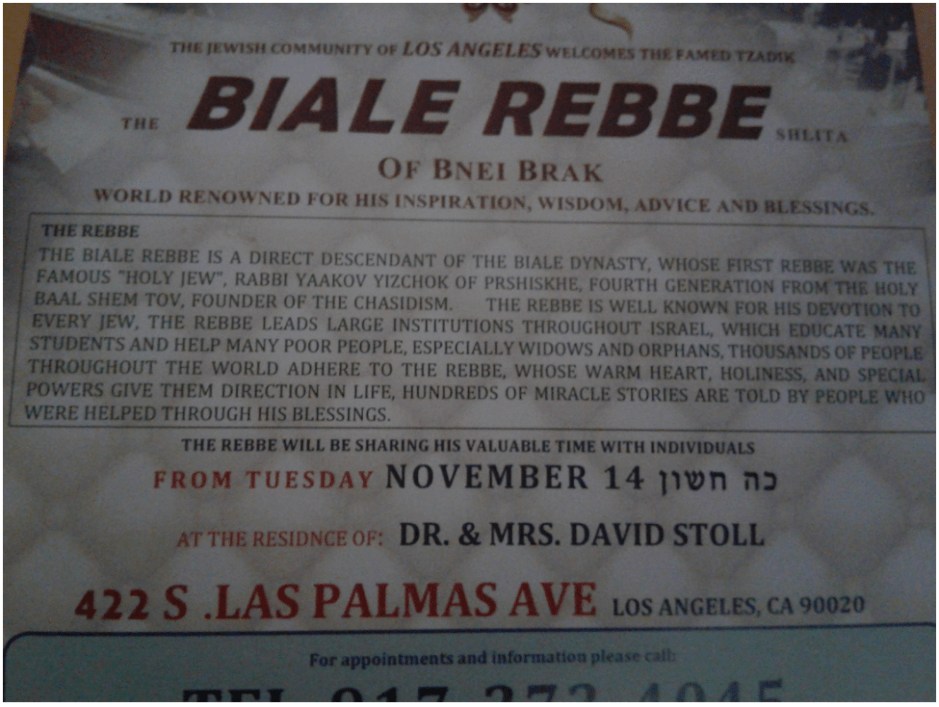 THE JEWISH COMMUNITY OF LOS ANGELES WELCOMES THE FAMED TZADIK
THE BIALE REBBE SHLITA
OF BNEI BRAK
WORLD RENOWNED FOR HIS INSPIRATION, WISDOM, ADVICE AND BLESSINGS.
THE REBBE
THE BIALE REBBE IS A DIRECT DESCENDANT OF THE BIALE DYNASTY, WHOSE FIRST REBBE WAS THE
FAMOUS "HOLY JEW", RABBI YAAKOV YIZCHOK OF PRSHISKHE, FOURTH GENERATION FROM THE HOLY
BAAL SHEM TOV, FOUNDER OF THE CHASIDISM. THE REBBE IS WELL KNOWN FOR HIS DEVOTION TO
EVERY JEW, THE REBBE LEADS LARGE INSTITUTIONS THROUGHOUT ISRAEL, WHICH EDUCATE MANY
STUDENTS AND HELP MANY POOR PEOPLE, ESPECIALLY WIDOWS AND ORPHANS, THOUSANDS OF PEOPLE
THROUGHOUT THE WORLD ADHERE TO THE REBBE, WHOSE WARM HEART, HOLINESS, AND SPECIAL
POWERS GIVE THEM DIRECTION IN LIFE, HUNDREDS OF MIRACLE STORIES ARE TOLD BY PEOPLE WHO
WERE HELPED THROUGH HIS BLESSINGS.
THE REBBE WILL BE SHARING HIS VALUABLE TIME WITH INDIVIDUALS
FROM TUESDAY NOVEMBER 14 כה חשון
AT THE RESIDNCE OF: DR. & MRS. DAVID STOLL
422 S .LAS PALMAS AVE LOS ANGELES, CA 90020
For appointments and information please call:
TEL 917-373-4045